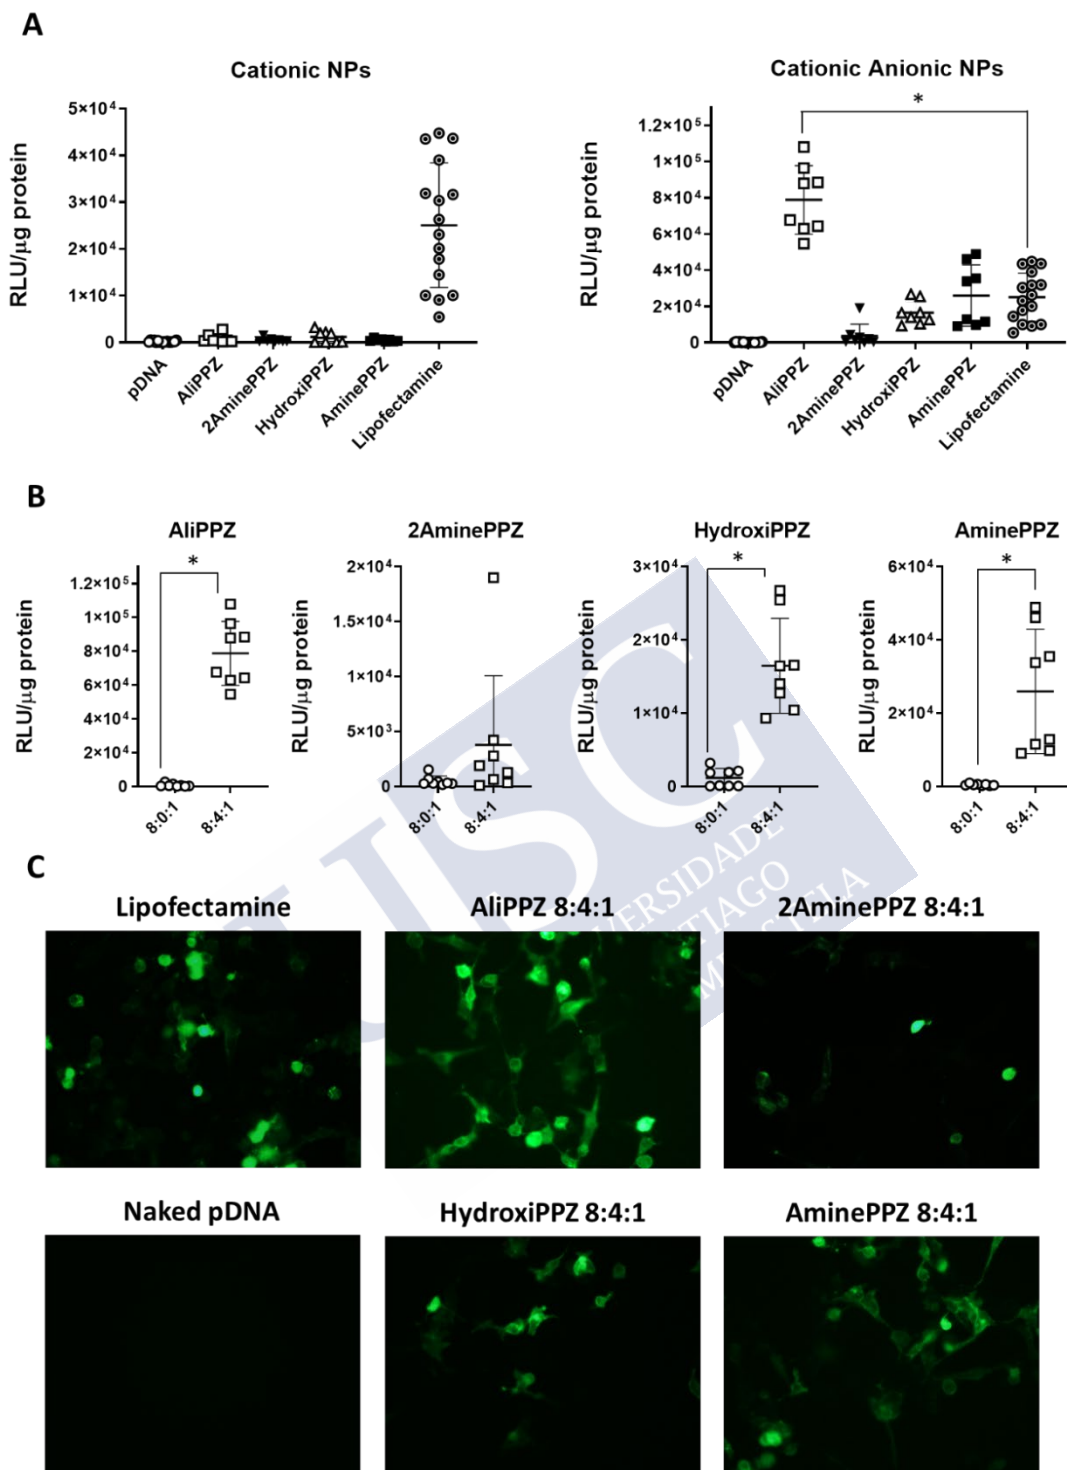 A
Cationic NPs
RLU/μg protein
5×10⁴
4×10⁴
3×10⁴
2×10⁴
1×10⁴
0
pDNA
AliPPZ
2AminePPZ
HydroxiPPZ
AminePPZ
Lipofectamine
Cationic Anionic NPs
*
RLU/μg protein
1.2×10⁵
1×10⁵
8×10⁴
6×10⁴
4×10⁴
2×10⁴
0
pDNA
AliPPZ
2AminePPZ
HydroxiPPZ
AminePPZ
Lipofectamine
B
AliPPZ
*
RLU/μg protein
1.2×10⁵
1×10⁵
8×10⁴
6×10⁴
4×10⁴
2×10⁴
0
8:0:1
8:4:1
2AminePPZ
RLU/μg protein
2×10⁴
1.5×10⁴
1×10⁴
5×10³
0
8:0:1
8:4:1
HydroxiPPZ
*
RLU/μg protein
3×10⁴
2×10⁴
1×10⁴
0
8:0:1
8:4:1
AminePPZ
*
RLU/μg protein
6×10⁴
4×10⁴
2×10⁴
0
8:0:1
8:4:1
USC
C
Lipofectamine
AliPPZ 8:4:1
2AminePPZ 8:4:1
Naked pDNA
HydroxiPPZ 8:4:1
AminePPZ 8:4:1